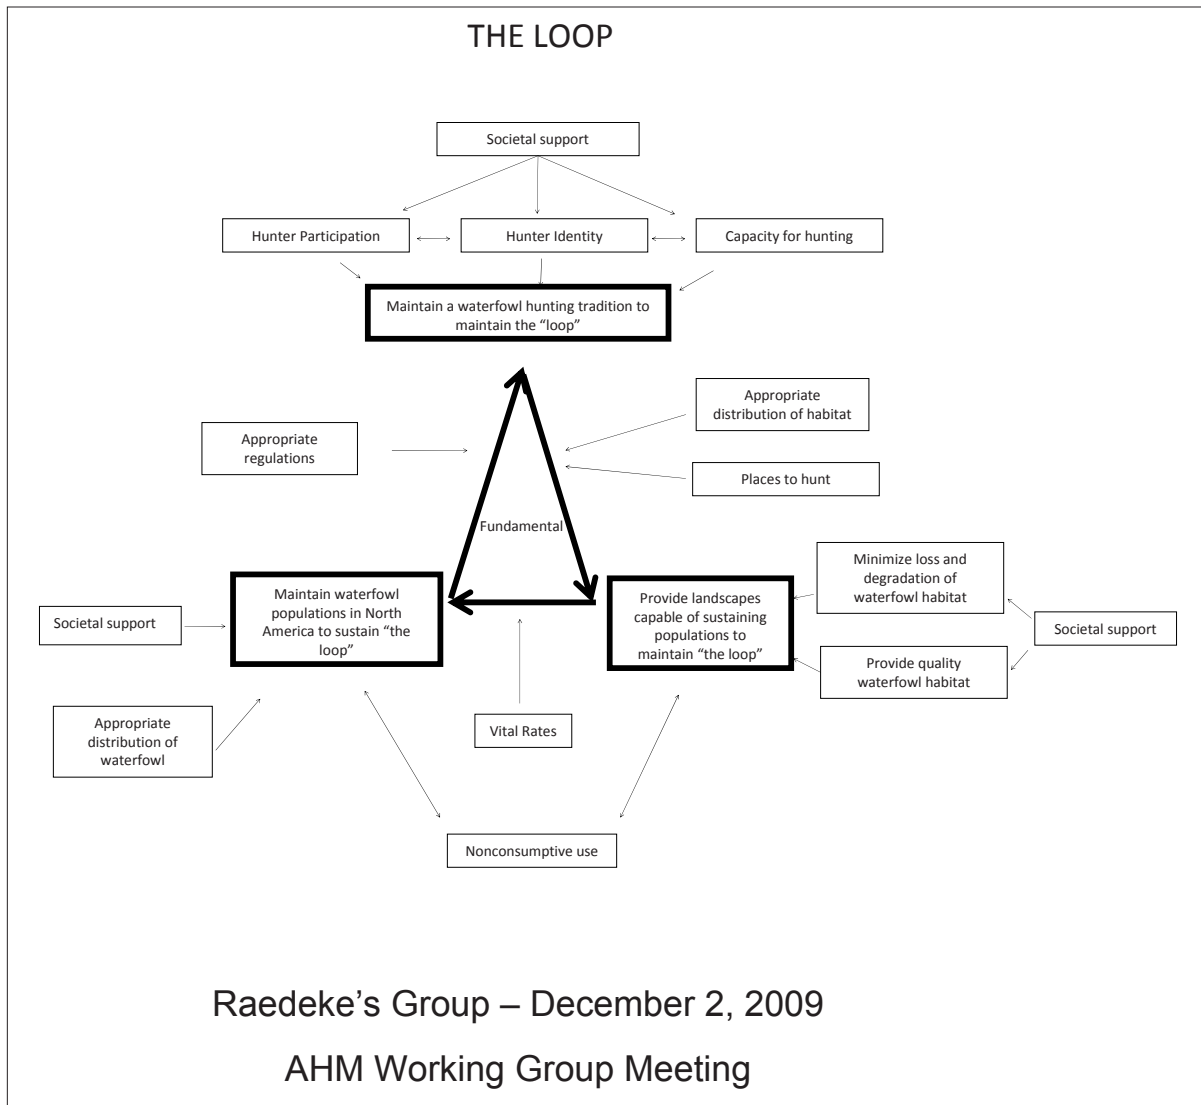 THE LOOP
Societal support
Hunter Participation
Hunter Identity
Capacity for hunting
Maintain a waterfowl hunting tradition to
maintain the “loop”
Appropriate
distribution of habitat
Appropriate
regulations
Places to hunt
Fundamental
Minimize loss and
degradation of
waterfowl habitat
Maintain waterfowl
populations in North
America to sustain “the
loop”
Provide landscapes
capable of sustaining
populations to
maintain “the loop”
Societal support
Societal support
Provide quality
waterfowl habitat
Appropriate
distribution of
waterfowl
Vital Rates
Nonconsumptive use
Raedeke’s Group – December 2, 2009
AHM Working Group Meeting